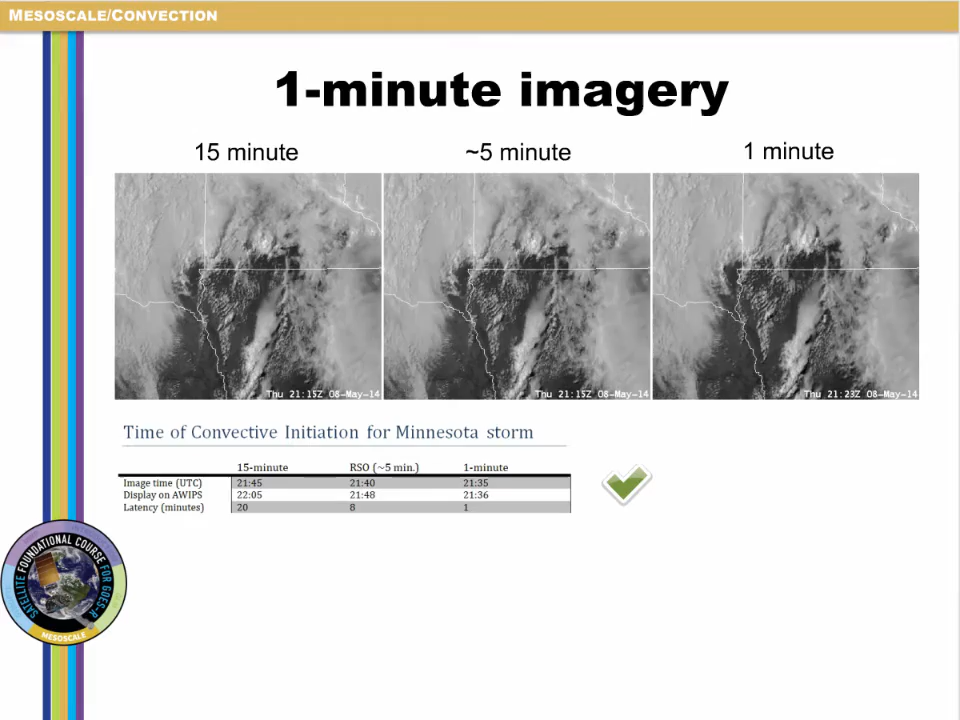 MESOSCALE/CONVECTION
1-minute imagery
15 minute ~5 minute 1 minute
Thu 21:15Z 08-May-14 Thu 21:15Z 08-May-14 Thu 21:23Z 08-May-14
Time of Convective Initiation for Minnesota storm
15-minute RSO (~5 min.) 1-minute
Image time (UTC) 21:45 21:40 21:35
Display on AWIPS 22:05 21:48 21:36
Latency (minutes) 20 8 1
SATELLITE FOUNDATIONAL COURSE FOR GOES-R
MESOSCALE